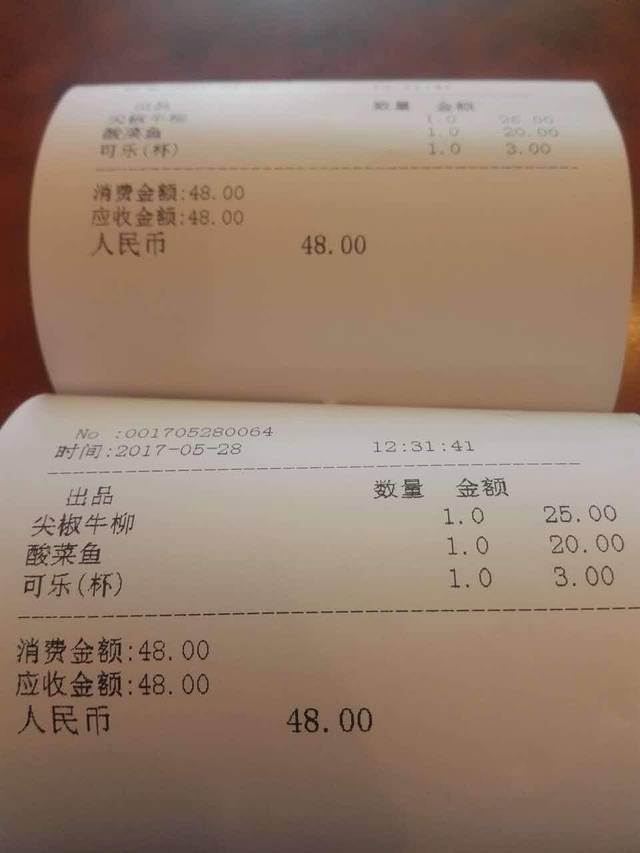 12:31:41
出品 数量 金额
尖椒牛柳 1.0 25.00
酸菜鱼 1.0 20.00
可乐(杯) 1.0 3.00
消费金额:48.00
应收金额:48.00
人民币 48.00
No :001705280064
时间:2017-05-28 12:31:41
出品 数量 金额
尖椒牛柳 1.0 25.00
酸菜鱼 1.0 20.00
可乐(杯) 1.0 3.00
消费金额:48.00
应收金额:48.00
人民币 48.00